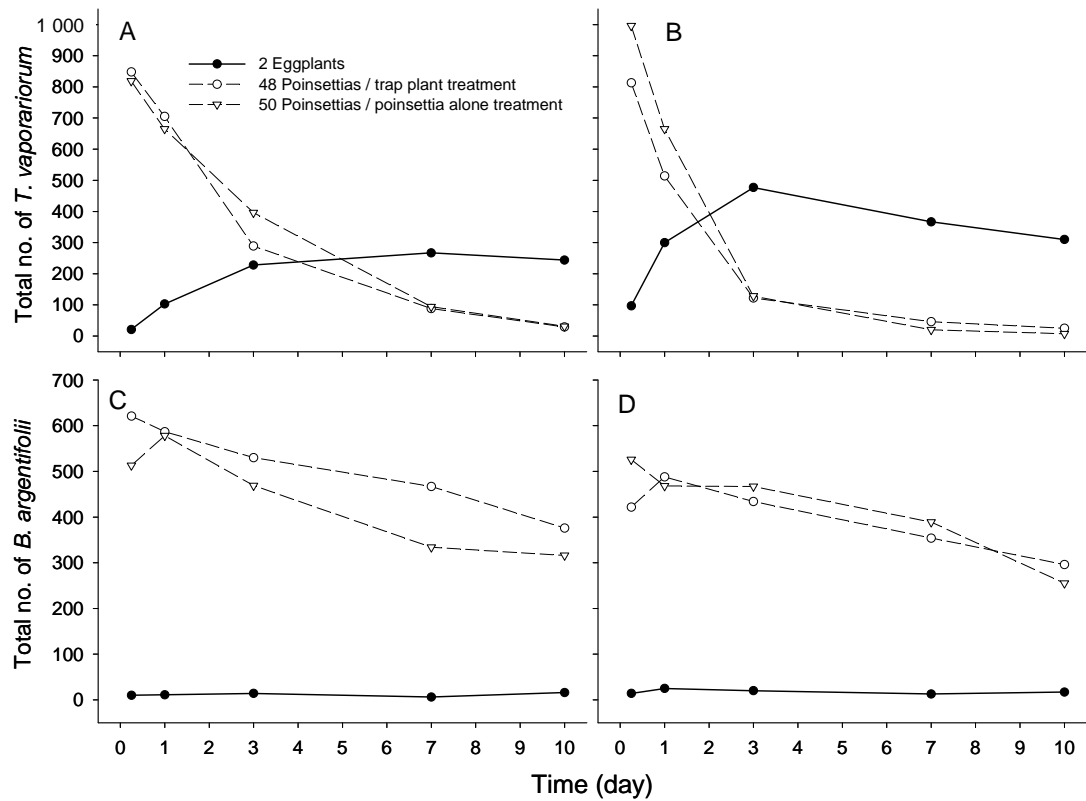 A
B
2 Eggplants
48 Poinsettias / trap plant treatment
50 Poinsettias / poinsettia alone treatment
Total no. of T. vaporariorum
1 000
900
800
700
600
500
400
300
200
100
0
C
D
Total no. of B. argentifolii
700
600
500
400
300
200
100
0
0 1 2 3 4 5 6 7 8 9 10
0 1 2 3 4 5 6 7 8 9 10
Time (day)